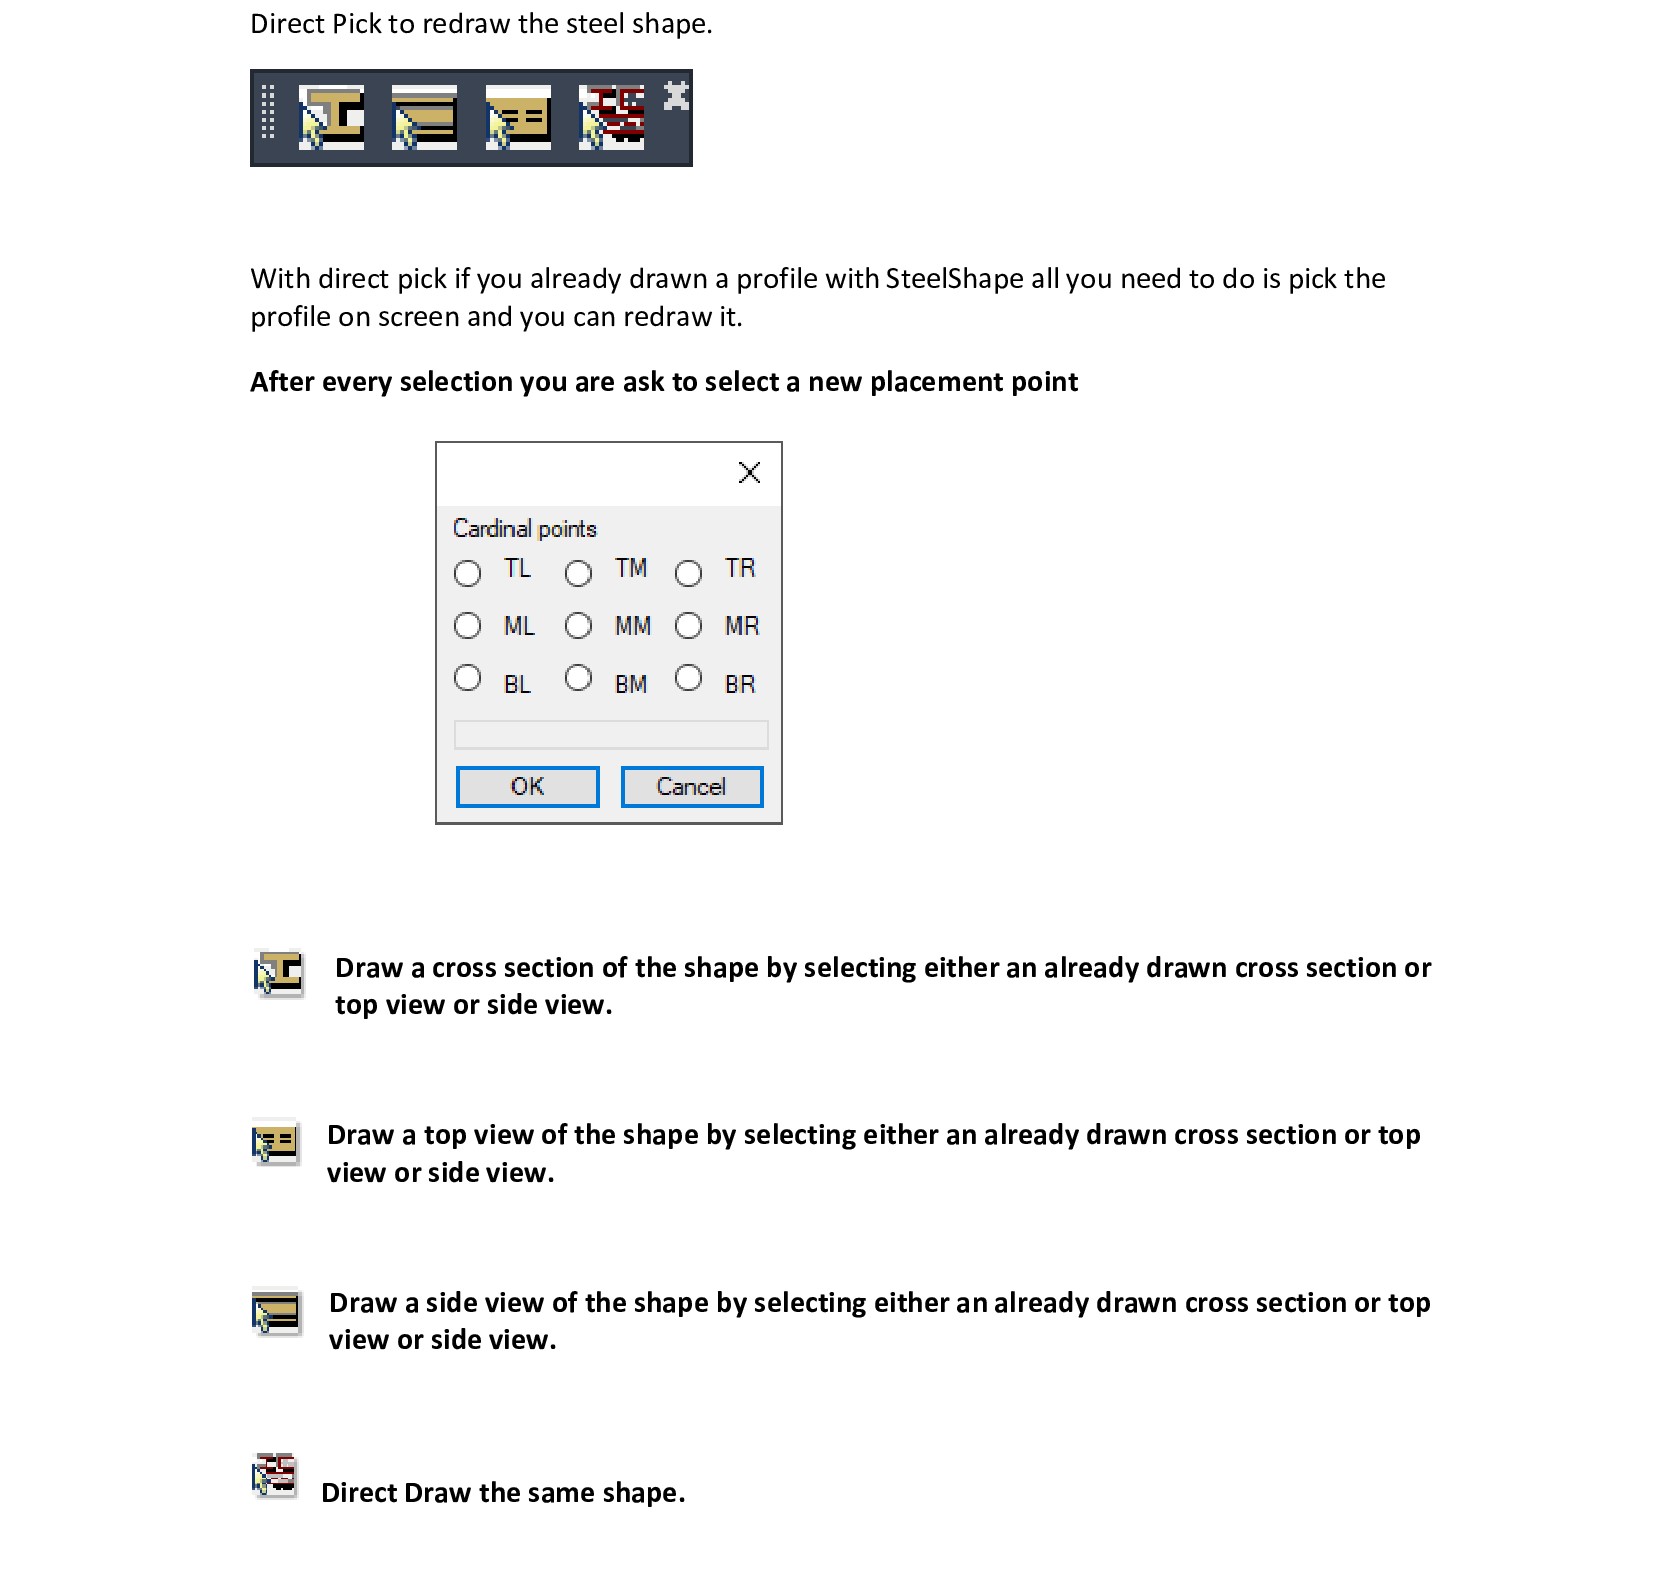 Direct Pick to redraw the steel shape.
With direct pick if you already drawn a profile with SteelShape all you need to do is pick the
profile on screen and you can redraw it.
After every selection you are ask to select a new placement point
Cardinal points
TL TM TR
ML MM MR
BL BM BR
OK Cancel
Draw a cross section of the shape by selecting either an already drawn cross section or
top view or side view.
Draw a top view of the shape by selecting either an already drawn cross section or top
view or side view.
Draw a side view of the shape by selecting either an already drawn cross section or top
view or side view.
Direct Draw the same shape.